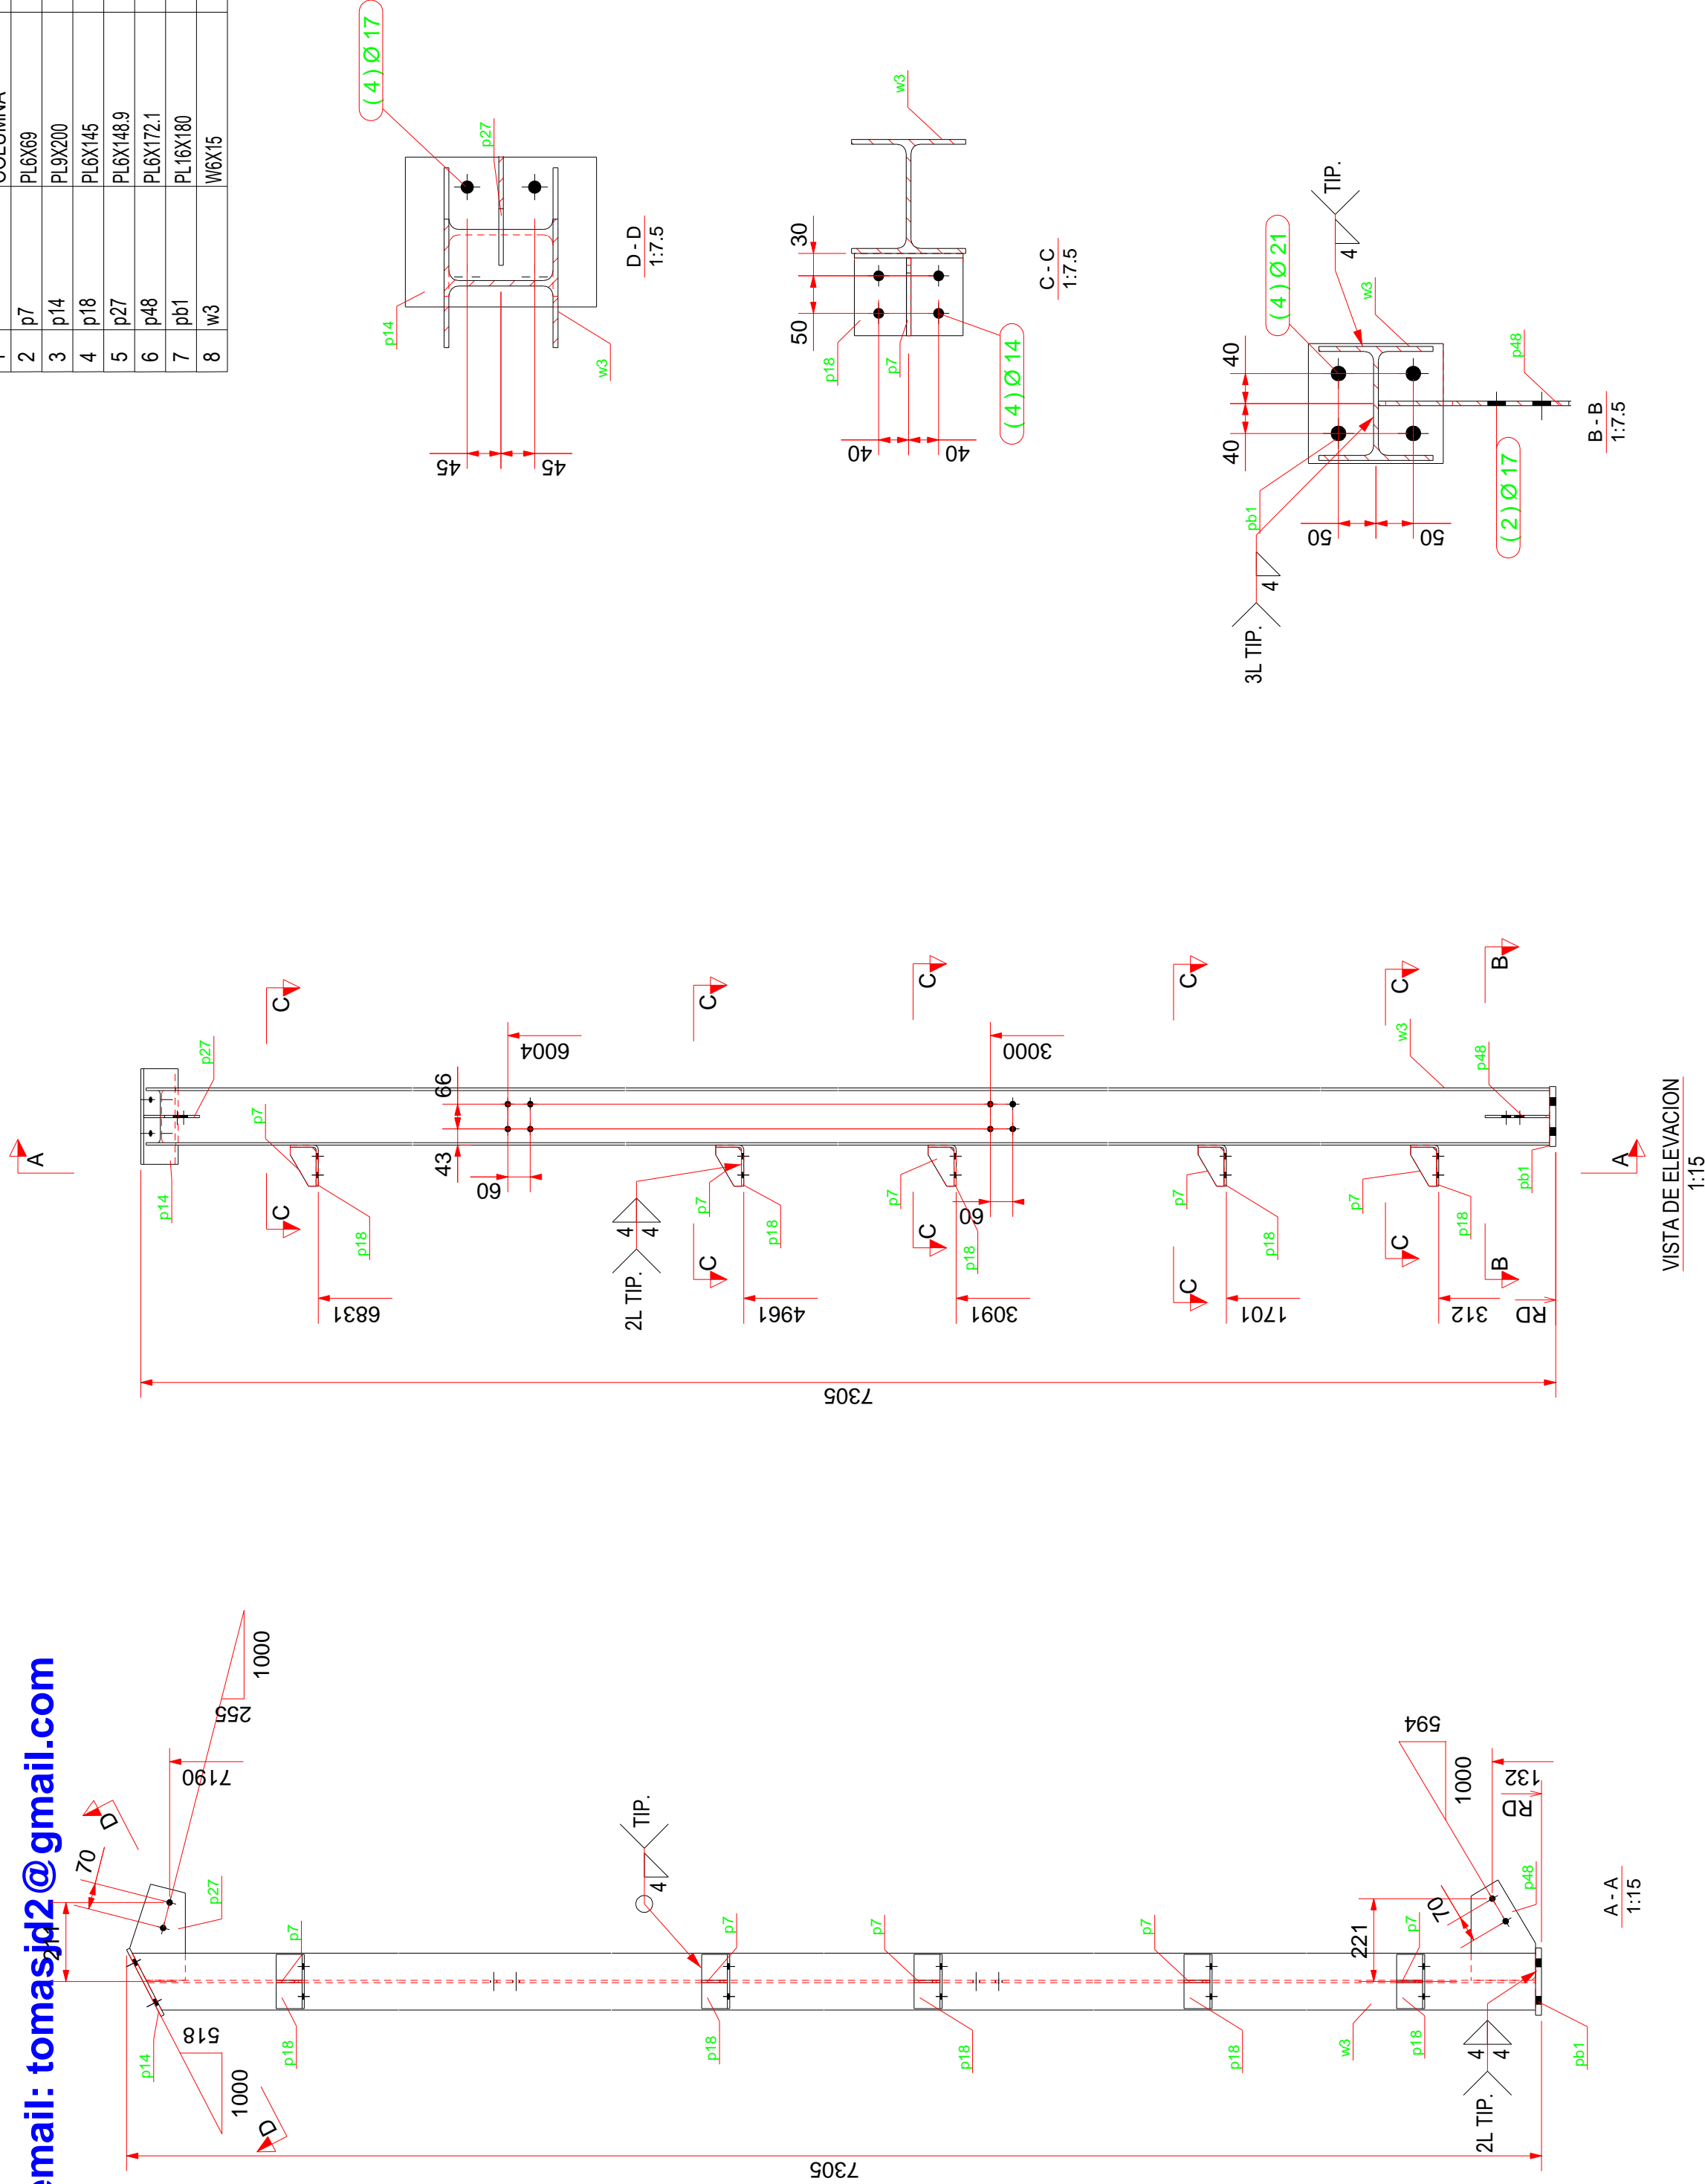 COLUMNA
2 p7 PL6X69
3 p14 PL9X200
4 p18 PL6X145
5 p27 PL6X148.9
6 p48 PL6X172.1
7 pb1 PL16X180
8 w3 W6X15
( 4 ) Ø 17
p27
p14
w3
45
45
D - D
1:7.5
w3
30
50
p18
p7
( 4 ) Ø 14
40
40
C - C
1:7.5
TIP.
4
( 4 ) Ø 21
w3
40
40
p48
pb1
50
50
( 2 ) Ø 17
4
3L TIP.
B - B
1:7.5
A
p27
C
C
C
C
C
B
6004
3000
w3
p48
66
43
60
60
p7
p14
p18
C
C
C
C
C
B
p7
p18
p7
p18
p7
p18
p7
p18
pb1
A
4
4
2L TIP.
6831
4961
3091
1701
312
RD
7305
VISTA DE ELEVACION
1:15
email: tomasjd2@gmail.com
1000
255
7190
D
70
211
p27
TIP.
4
594
1000
132
RD
70
p48
221
p7
p7
p7
p7
p7
p14
518
1000
D
p18
p18
p18
p18
w3
p18
pb1
4
4
2L TIP.
7305
A - A
1:15